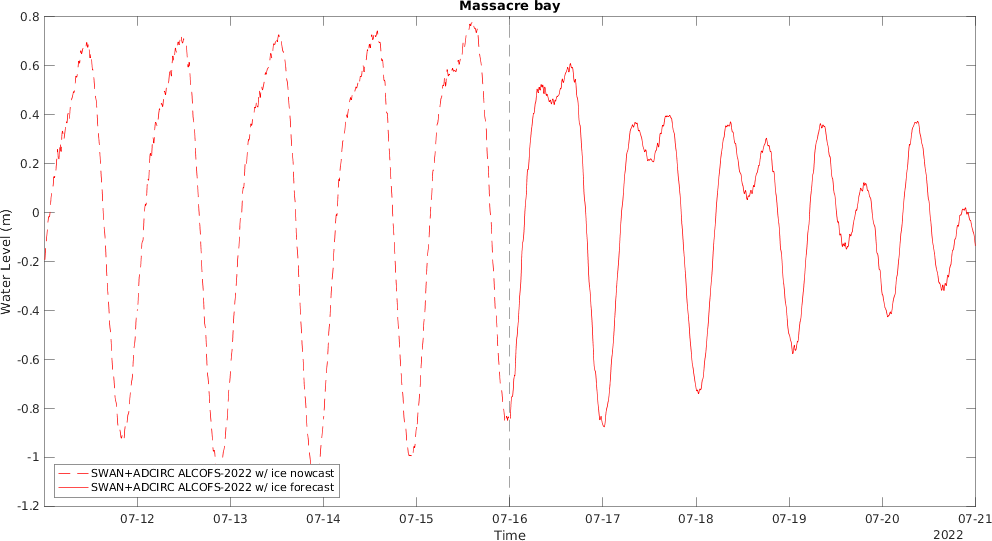 Massacre bay
0.8
0.6
0.4
0.2
0
-0.2
-0.4
-0.6
-0.8
-1
-1.2
Water Level (m)
SWAN+ADCIRC ALCOFS-2022 w/ ice nowcast
SWAN+ADCIRC ALCOFS-2022 w/ ice forecast
07-12 07-13 07-14 07-15 07-16 07-17 07-18 07-19 07-20 07-21
Time
2022